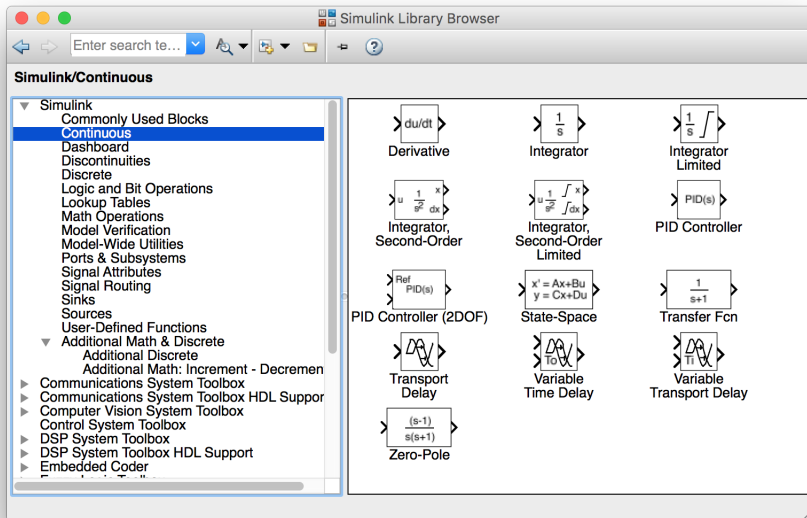 Simulink Library Browser
Enter search te...
Simulink/Continuous
Simulink
Commonly Used Blocks
Continuous
Dashboard
Discontinuities
Discrete
Logic and Bit Operations
Lookup Tables
Math Operations
Model Verification
Model-Wide Utilities
Ports & Subsystems
Signal Attributes
Signal Routing
Sinks
Sources
User-Defined Functions
Additional Math & Discrete
Additional Discrete
Additional Math: Increment - Decremen
Communications System Toolbox
Communications System Toolbox HDL Suppor
Computer Vision System Toolbox
Control System Toolbox
DSP System Toolbox
DSP System Toolbox HDL Support
Embedded Coder
du/dt
Derivative
1
s
Integrator
1
s
Integrator
Limited
u 1 x
s² dx
Integrator,
Second-Order
u 1 x
s² dx
Integrator,
Second-Order
Limited
PID(s)
PID Controller
Ref
PID(s)
PID Controller (2DOF)
x' = Ax+Bu
y = Cx+Du
State-Space
1
s+1
Transfer Fcn
Transport
Delay
To
Variable
Time Delay
Ti
Variable
Transport Delay
(s-1)
s(s+1)
Zero-Pole